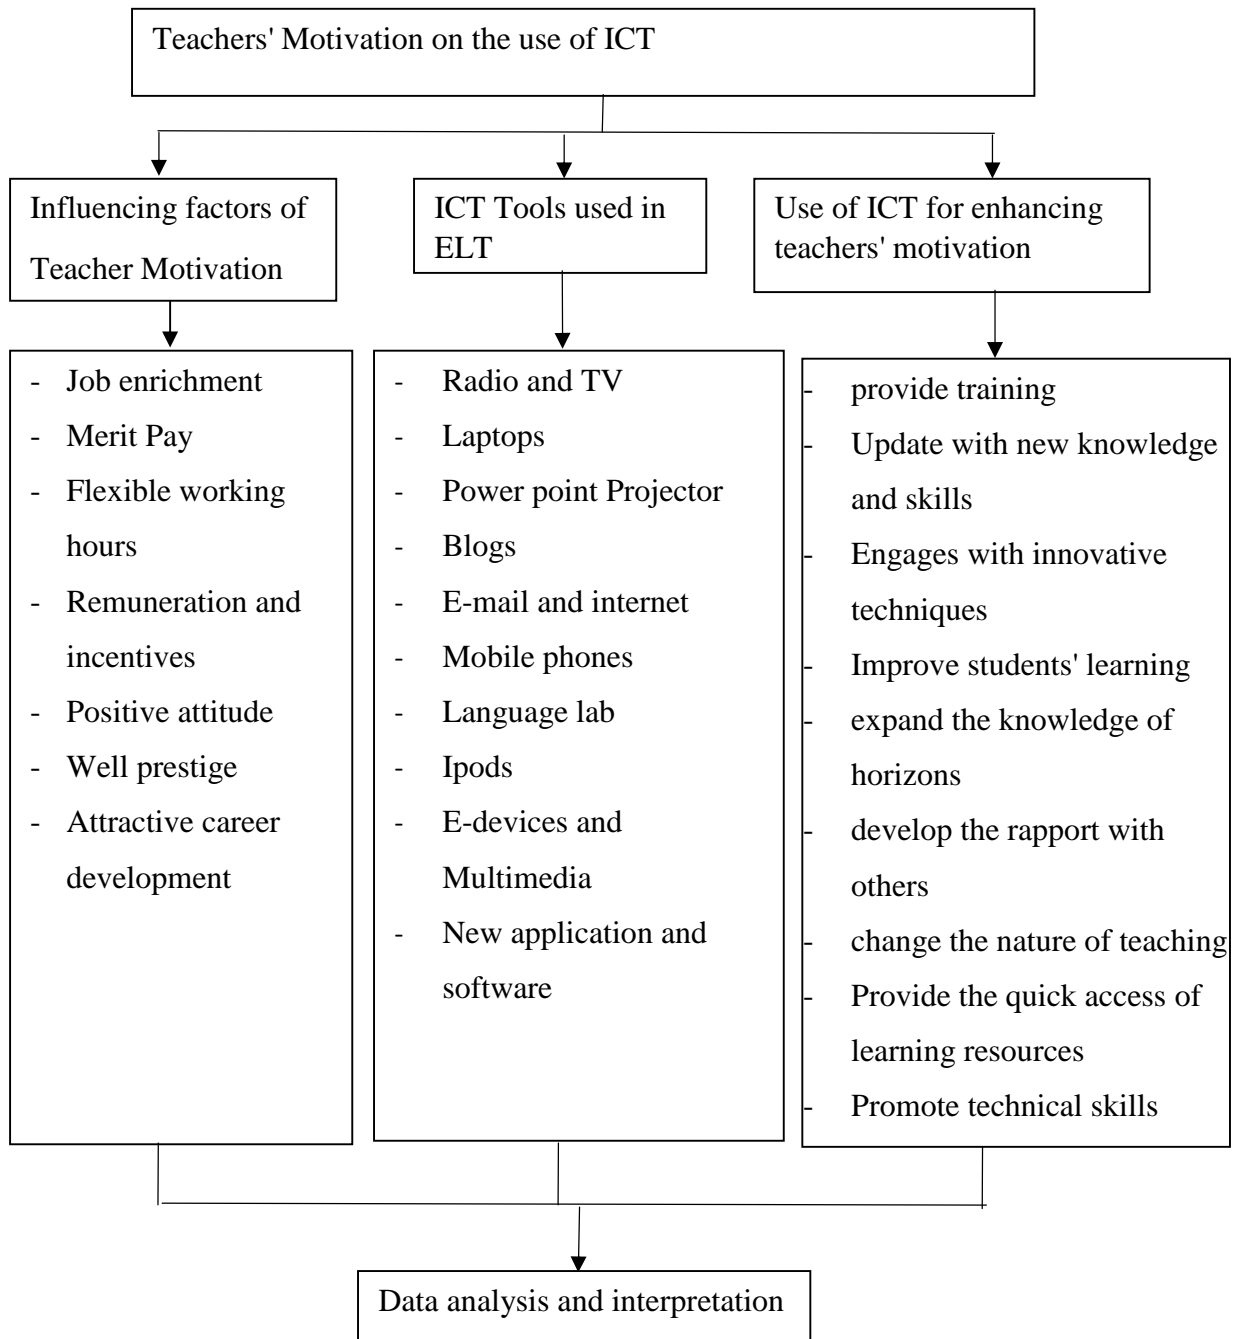 Teachers' Motivation on the use of ICT
Influencing factors of
Teacher Motivation
ICT Tools used in
ELT
Use of ICT for enhancing
teachers' motivation
- Job enrichment
- Merit Pay
- Flexible working
hours
- Remuneration and
incentives
- Positive attitude
- Well prestige
- Attractive career
development
- Radio and TV
- Laptops
- Power point Projector
- Blogs
- E-mail and internet
- Mobile phones
- Language lab
- Ipods
- E-devices and
Multimedia
- New application and
software
- provide training
- Update with new knowledge
and skills
- Engages with innovative
techniques
- Improve students' learning
- expand the knowledge of
horizons
- develop the rapport with
others
- change the nature of teaching
- Provide the quick access of
learning resources
- Promote technical skills
Data analysis and interpretation